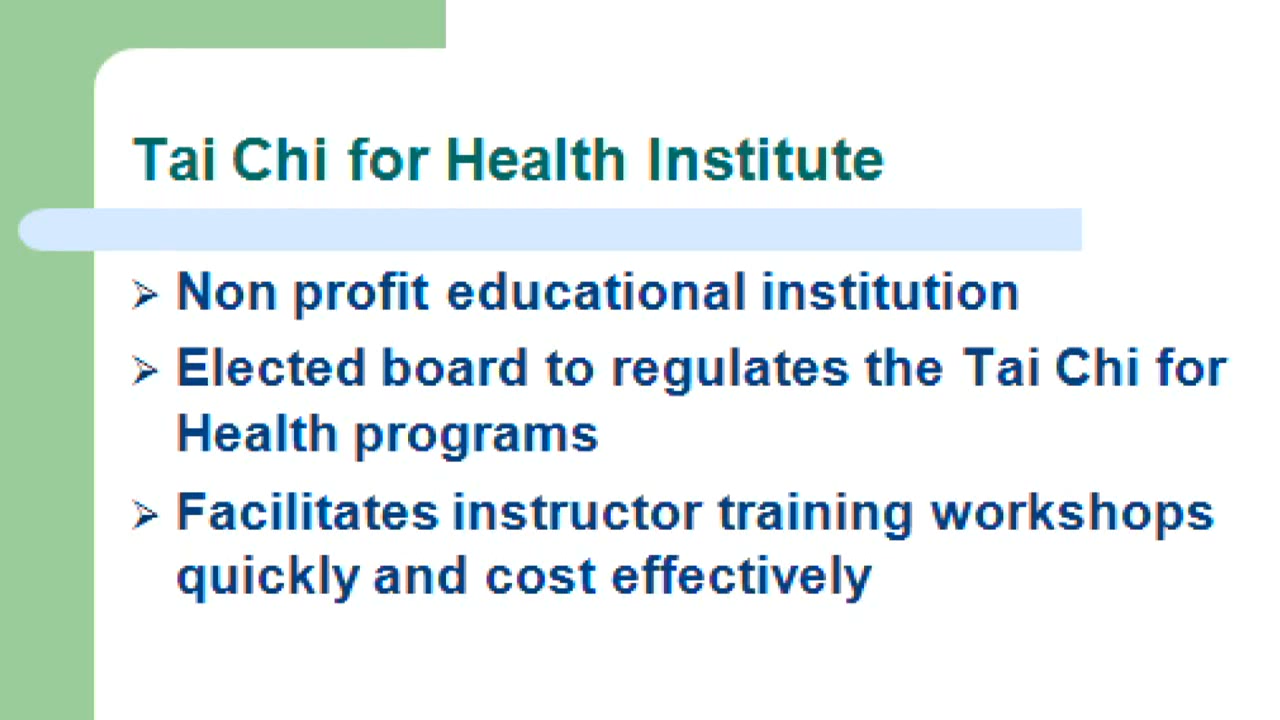 Tai Chi for Health Institute
Non profit educational institution
Elected board to regulates the Tai Chi for
Health programs
Facilitates instructor training workshops
quickly and cost effectively